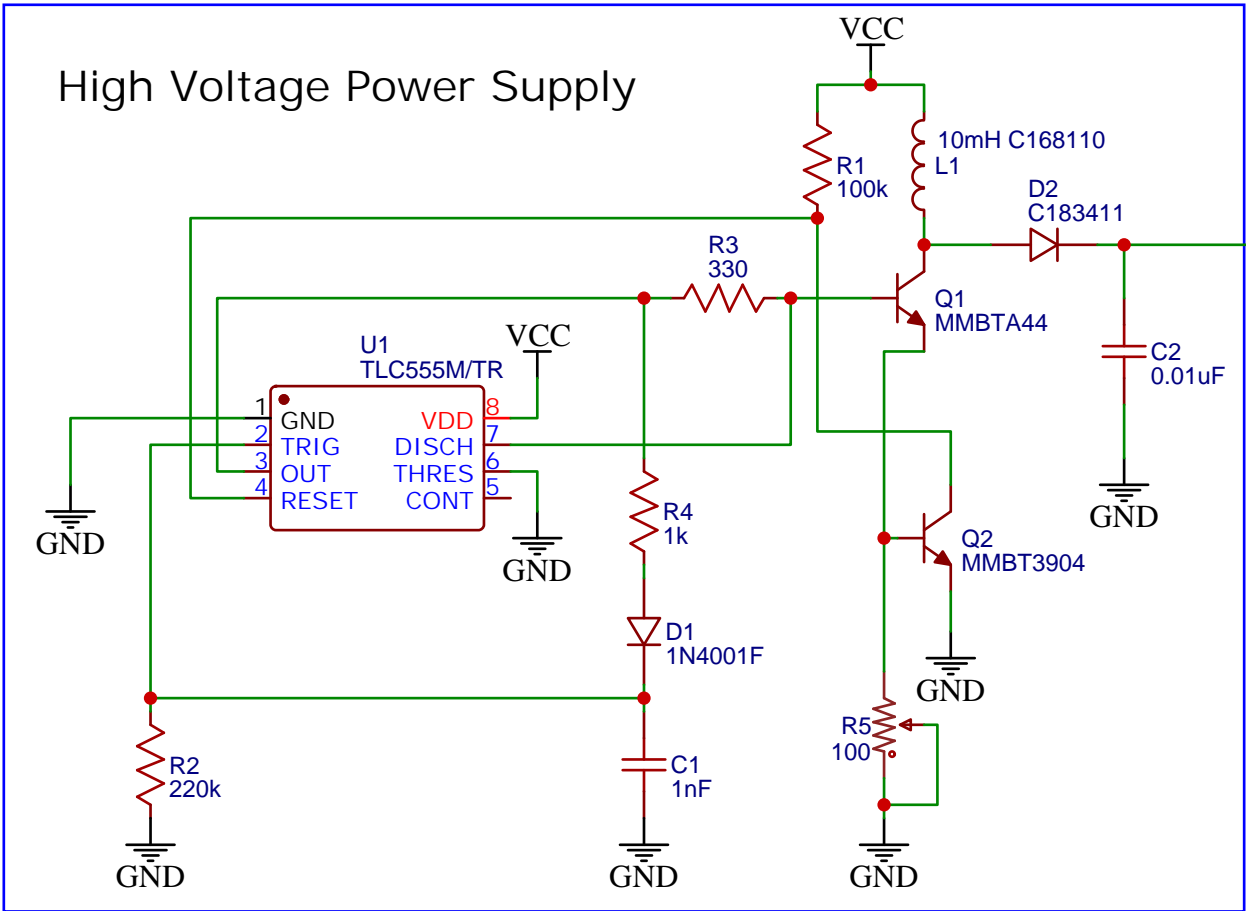 VCC
High Voltage Power Supply
10mH C168110
L1
R1
100k
D2
C183411
R3
330
Q1
MMBTA44
VCC
U1
TLC555M/TR
C2
0.01uF
1 GND
VDD 8
2 TRIG
DISCH 7
3 OUT
THRES 6
4 RESET
CONT 5
GND
GND
GND
R4
1k
Q2
MMBT3904
D1
1N4001F
GND
R5
100
R2
220k
C1
1nF
GND
GND
GND